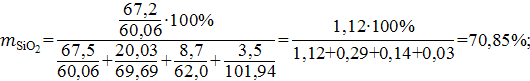 m_SiO₂ = (67,2/60,06 ·100%) / (67,5/60,06 + 20,03/69,69 + 8,7/62,0 + 3,5/101,94) = 1,12·100% / (1,12+0,29+0,14+0,03) = 70,85%;